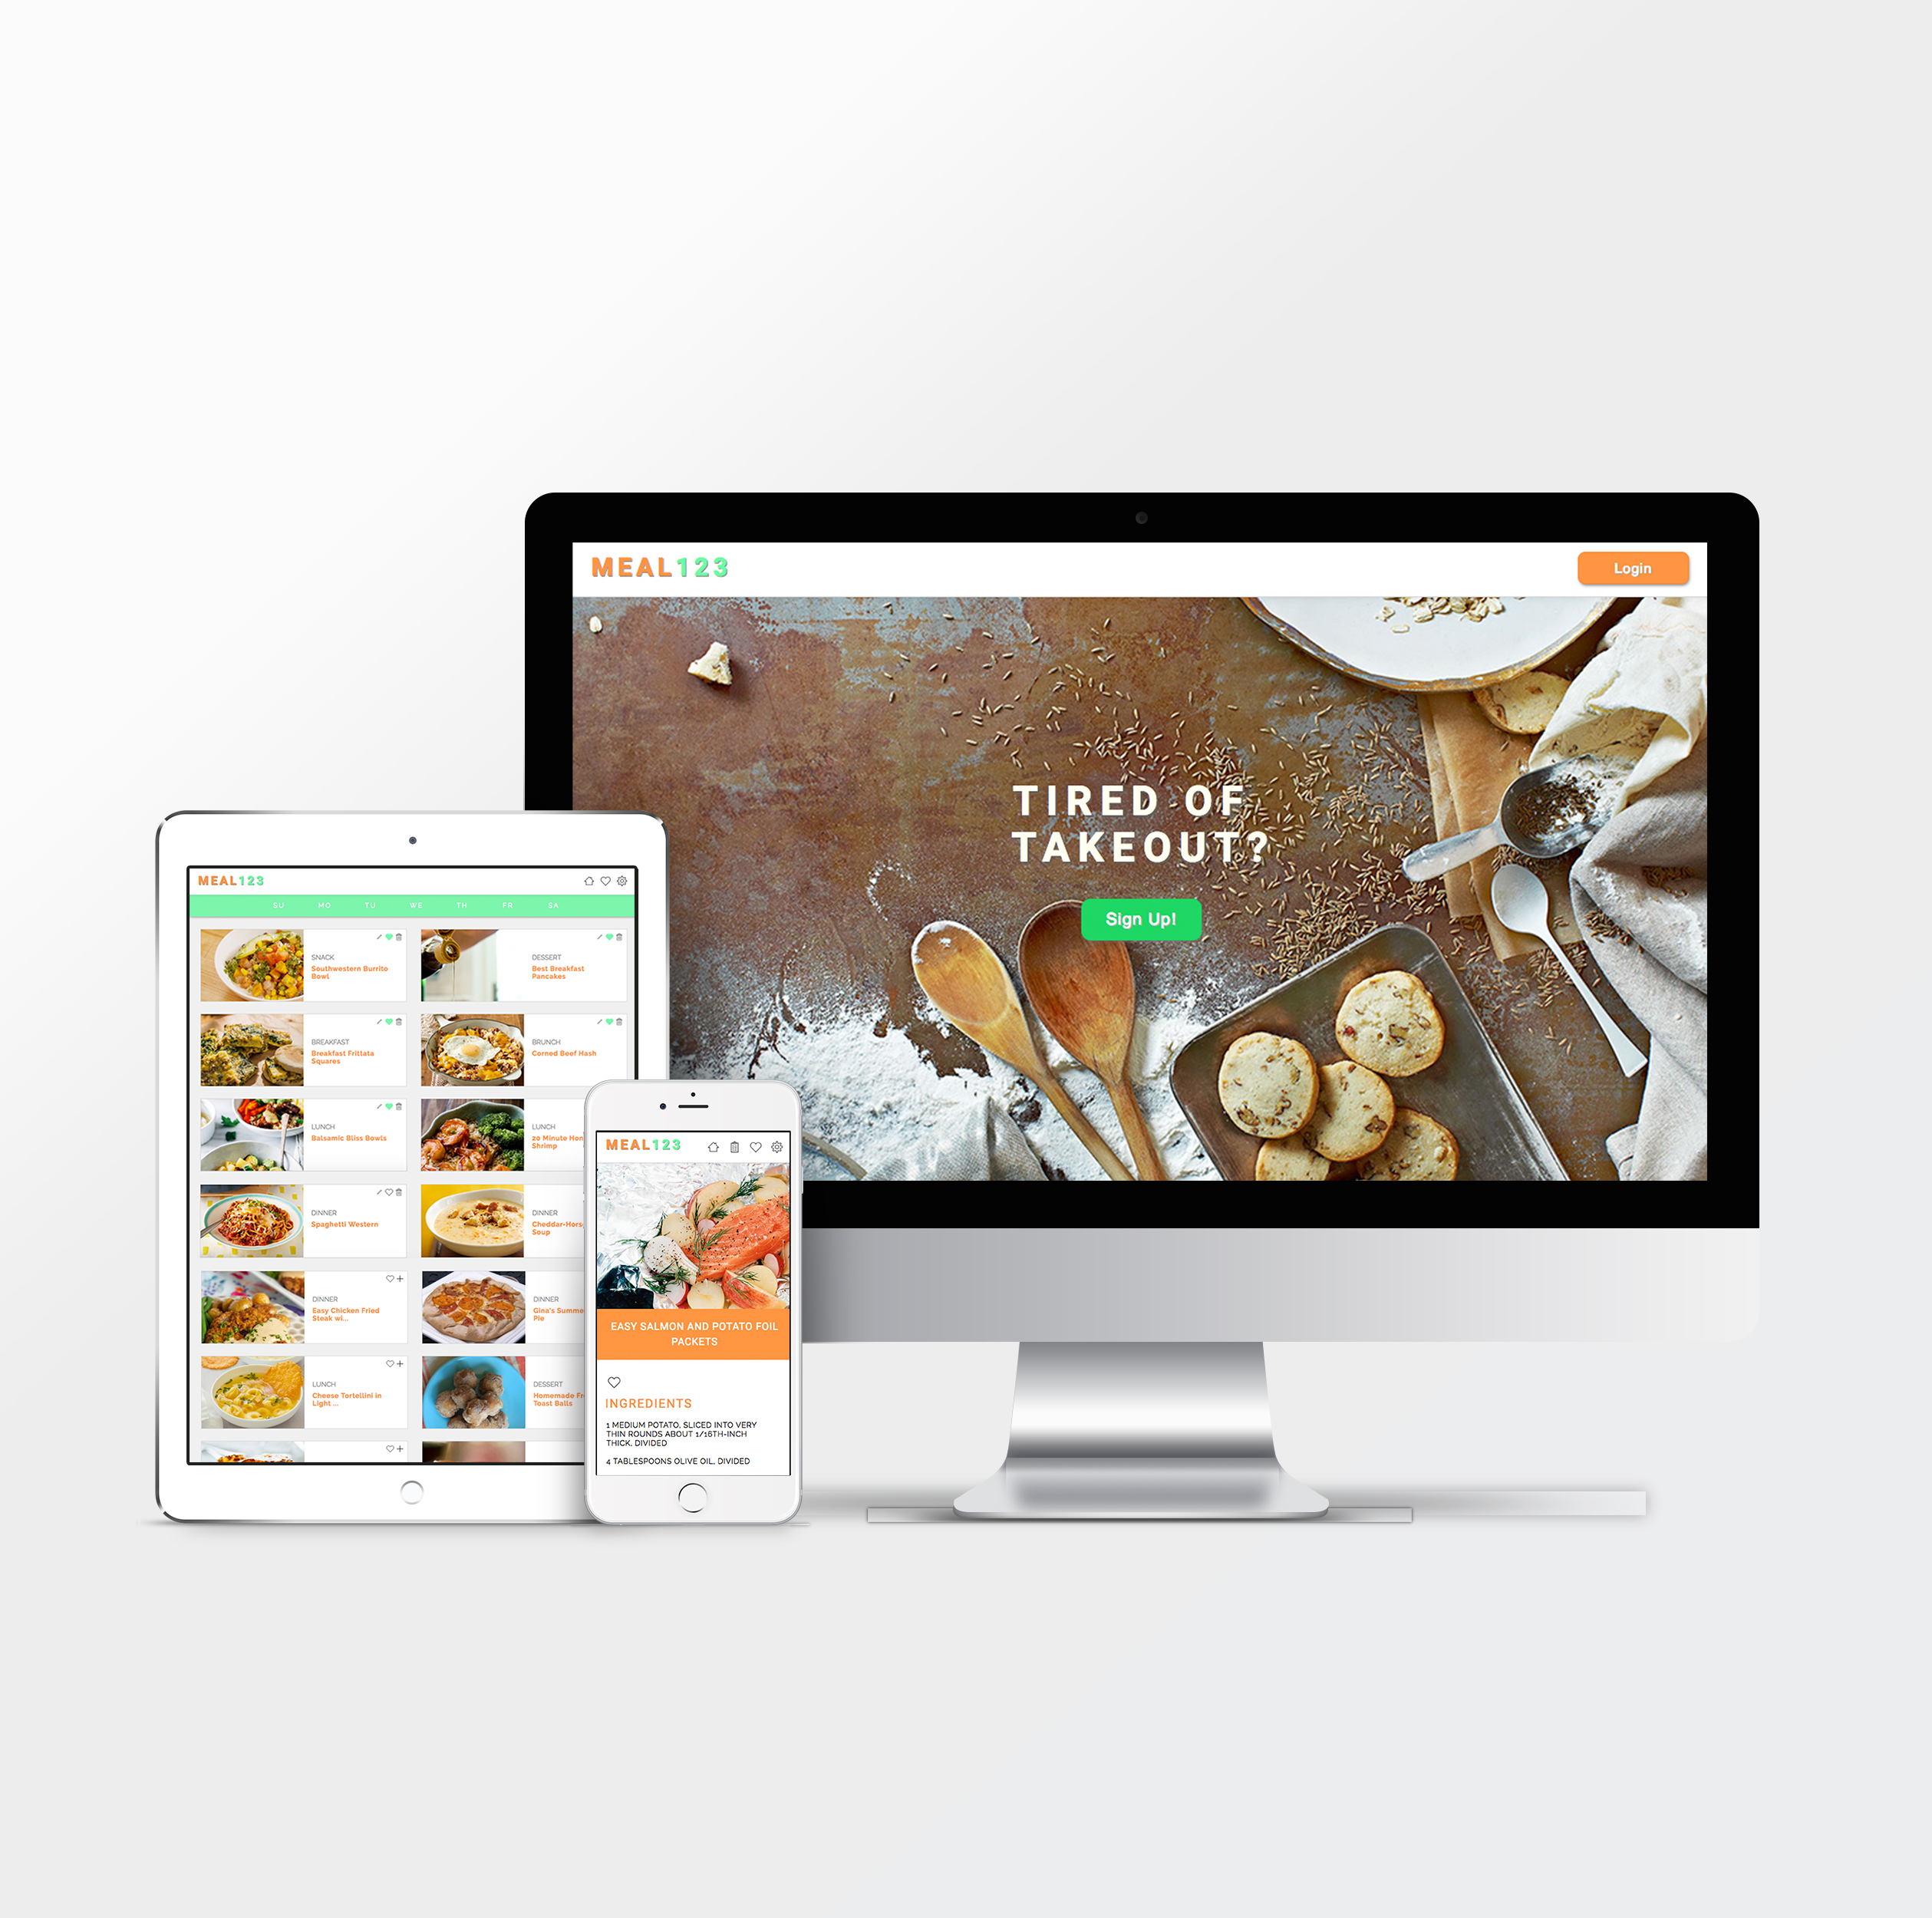 MEAL123
Login
TIRED OF
TAKEOUT?
Sign Up!
MEAL123
SU MO TU WE TH FR SA
SNACK
Southwestern Burrito
Bowl
DESSERT
Best Breakfast
Pancakes
BREAKFAST
Breakfast Frittata
Squares
BRUNCH
Corned Beef Hash
LUNCH
Balsamic Bliss Bowls
LUNCH
20 Minute Hon
Shrimp
DINNER
Spaghetti Western
DINNER
Cheddar-Hors
Soup
DINNER
Easy Chicken Fried
Steak wi...
DINNER
Gina's Summe
Pie
LUNCH
Cheese Tortellini in
Light ...
DESSERT
Homemade Fr
Toast Balls
MEAL123
EASY SALMON AND POTATO FOIL
PACKETS
INGREDIENTS
1 MEDIUM POTATO, SLICED INTO VERY
THIN ROUNDS ABOUT 1/16TH-INCH
THICK, DIVIDED
4 TABLESPOONS OLIVE OIL, DIVIDED